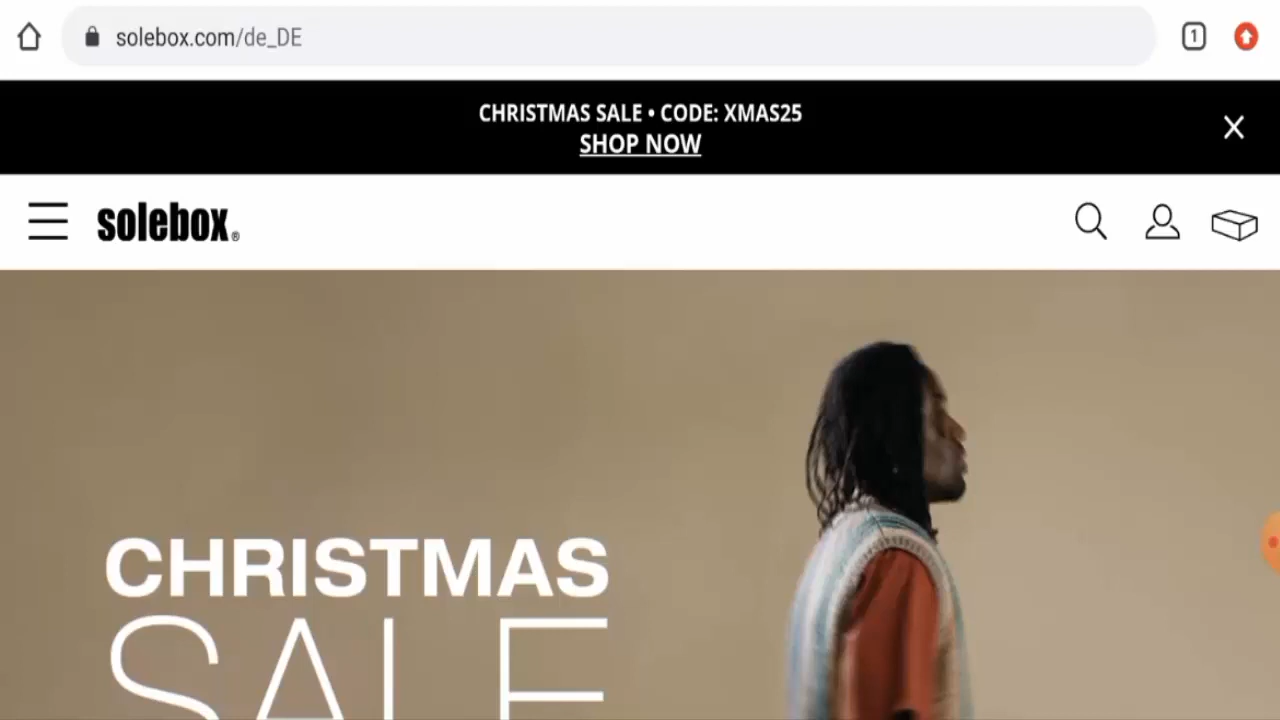 solebox.com/de_DE
1
CHRISTMAS SALE • CODE: XMAS25
SHOP NOW
solebox®
CHRISTMAS
SALE